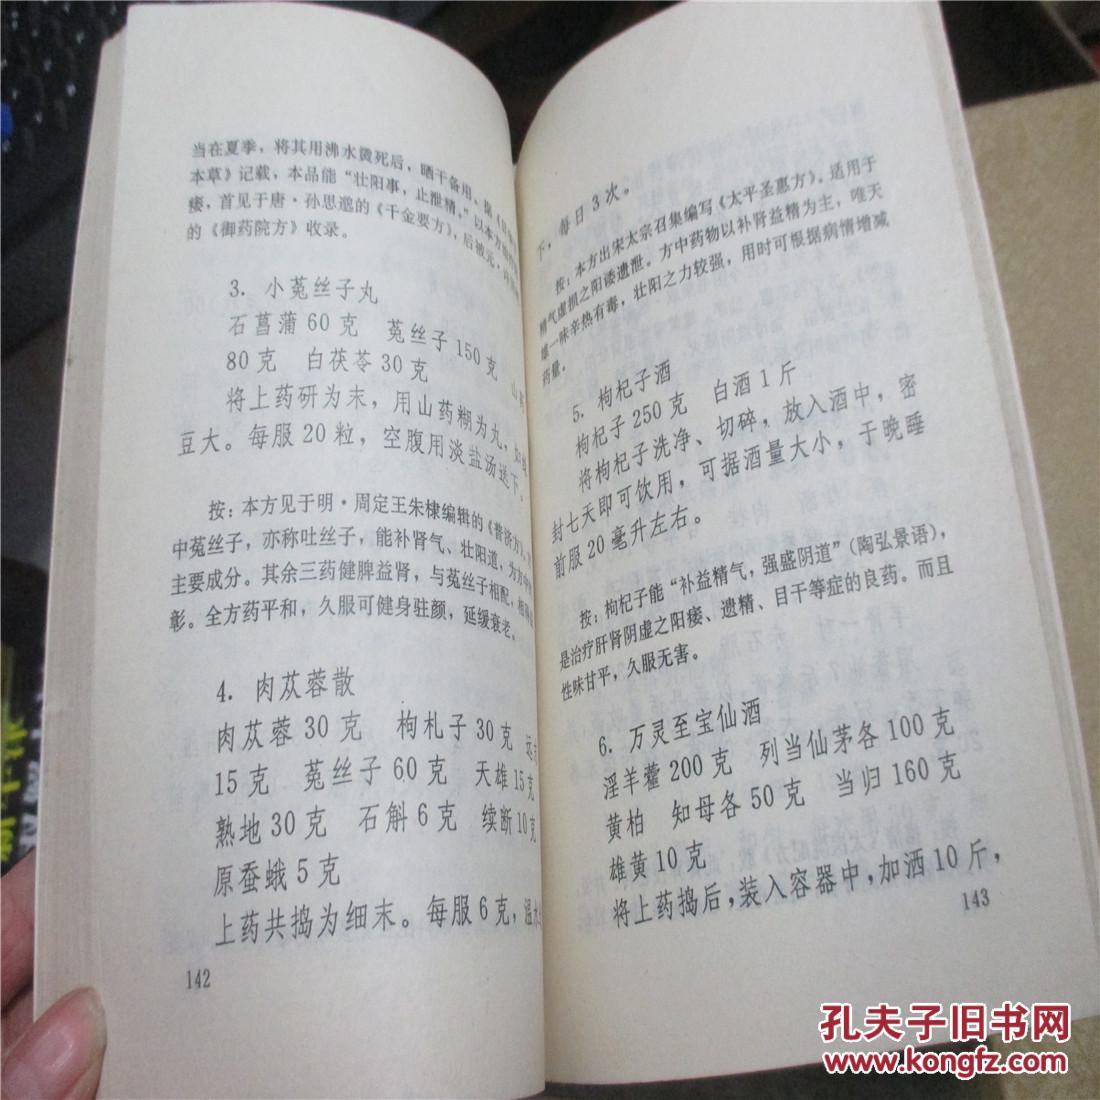 当在夏季，将其用沸水烫死后，晒干备用。据《
本草》记载，本品能“壮阳事，止泄精。”以本方
痿，首见于唐·孙思邈的《千金要方》，后被元·
的《御药院方》收录。
3. 小菟丝子丸
石菖蒲60克 菟丝子150克 山药
80克 白茯苓30克
将上药研为末，用山药糊为丸，如绿
豆大。每服20粒，空腹用淡盐汤送下。
按：本方见于明·周定王朱棣编辑的《普济方》，
中菟丝子，亦称吐丝子，能补肾气、壮阳道，为方中
主要成分。其余三药健脾益肾，与菟丝子相配，
彰。全方药平和，久服可健身驻颜，延缓衰老。
4. 肉苁蓉散
肉苁蓉30克 枸札子30克 远志
15克 菟丝子60克 天雄15克
熟地30克 石斛6克 续断10克
原蚕蛾5克
上药共捣为细末。每服6克，温水
142
下，每日3次。
按：本方出宋太宗召集编写《太平圣惠方》。适用于
精气虚损之阳诿遗泄。方中药物以补肾益精为主，唯天
雄一味辛热有毒，壮阳之力较强，用时可根据病情增减
药量。
5. 枸杞子酒
枸杞子250克 白酒1斤
将枸杞子洗净、切碎，放入酒中，密
封七天即可饮用，可据酒量大小，于晚睡
前服20毫升左右。
按：枸杞子能“补益精气，强盛阴道”（陶弘景语），
是治疗肝肾阴虚之阳痿、遗精、目干等症的良药。而且
性味甘平，久服无害。
6. 万灵至宝仙酒
淫羊藿200克 列当仙茅各100克
黄柏 知母各50克 当归160克
雄黄10克
将上药捣后，装入容器中，加洒10斤，
143
孔夫子旧书网
www.kongfz.com